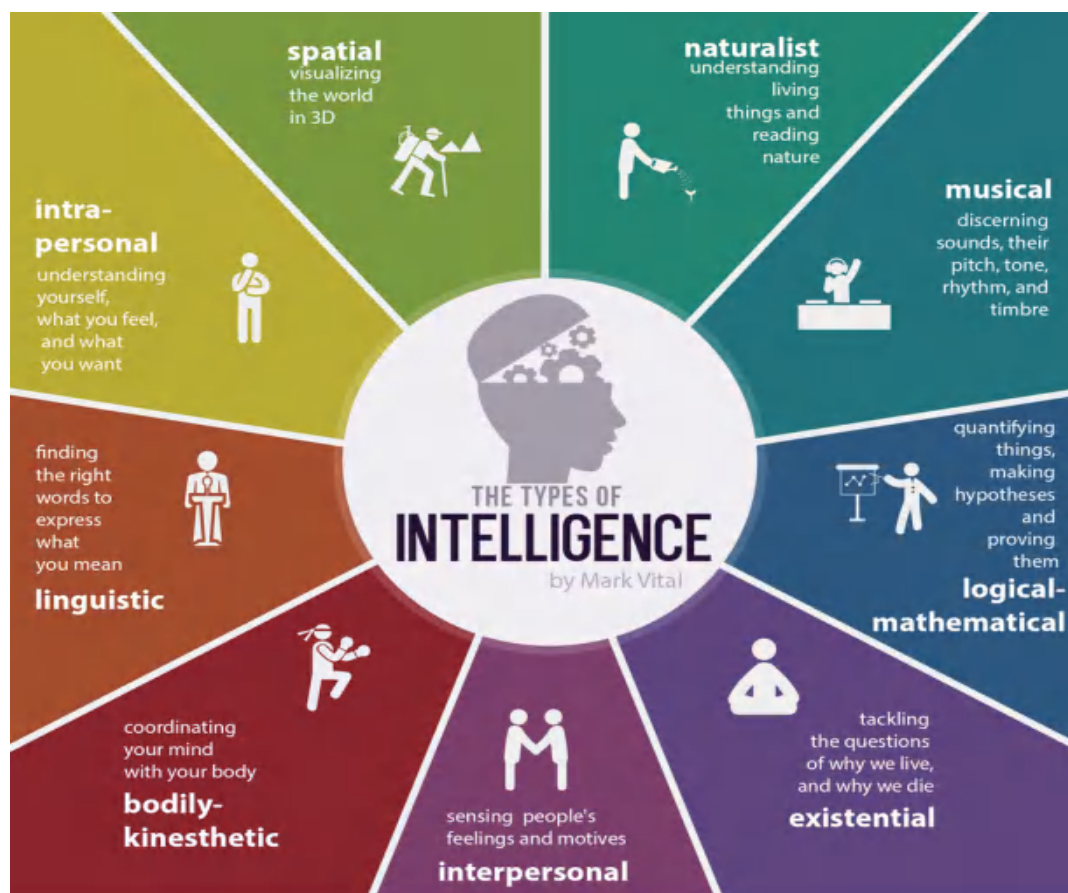 spatial
visualizing
the world
in 3D
naturalist
understanding
living
things and
reading
nature
musical
discerning
sounds, their
pitch, tone,
rhythm, and
timbre
quantifying
things,
making
hypotheses
and
proving
them
logical-
mathematical
tackling
the questions
of why we live,
and why we die
existential
sensing people's
feelings and motives
interpersonal
coordinating
your mind
with your body
bodily-
kinesthetic
finding
the right
words to
express
what
you mean
linguistic
intra-
personal
understanding
yourself,
what you feel,
and what
you want
THE TYPES OF
INTELLIGENCE
by Mark Vital